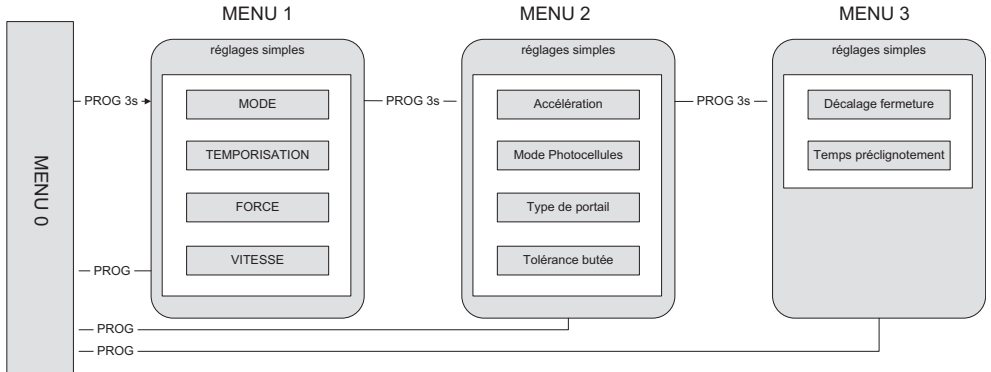 MENU 1
MENU 2
MENU 3
réglages simples
réglages simples
réglages simples
PROG 3s
MODE
PROG 3s
Accélération
PROG 3s
Décalage fermeture
TEMPORISATION
Mode Photocellules
Temps préclignotement
MENU 0
FORCE
Type de portail
VITESSE
Tolérance butée
PROG
PROG
PROG